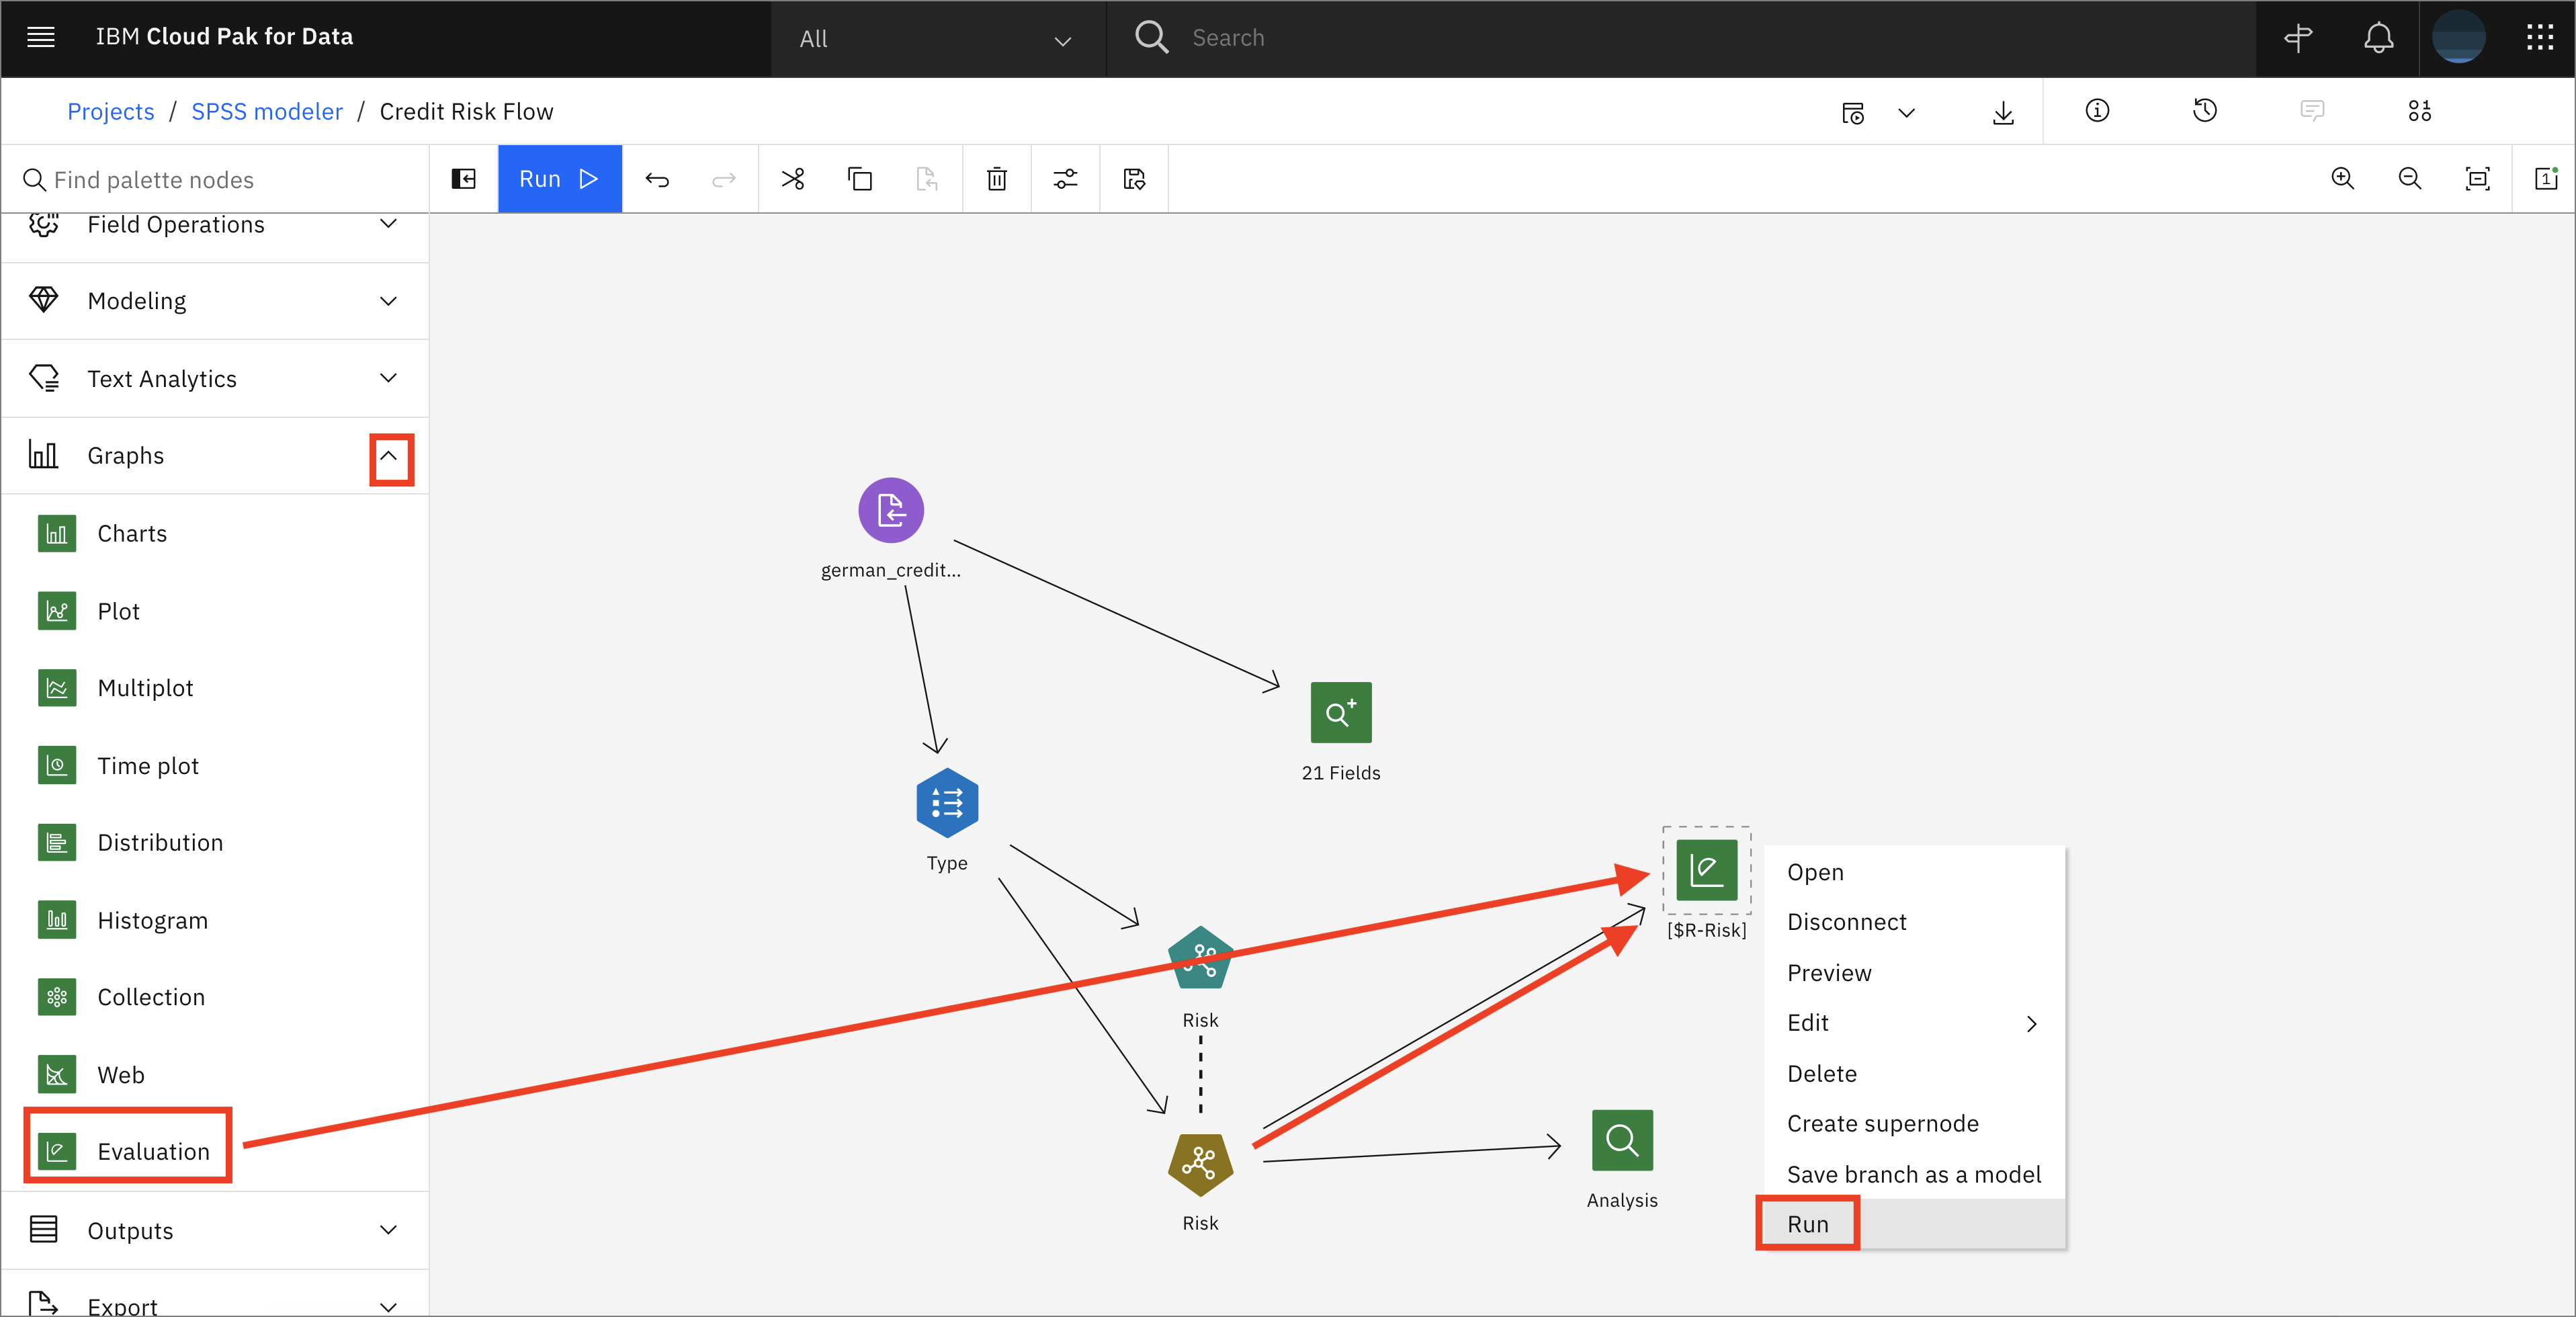 IBM Cloud Pak for Data
All
Search
Projects / SPSS modeler / Credit Risk Flow
Find palette nodes
Run
1
Field Operations
Modeling
Text Analytics
Graphs
Charts
Plot
Multiplot
Time plot
Distribution
Histogram
Collection
Web
Evaluation
Outputs
Export
german_credit...
21 Fields
Type
Risk
Risk
[$R-Risk]
Analysis
Open
Disconnect
Preview
Edit
Delete
Create supernode
Save branch as a model
Run